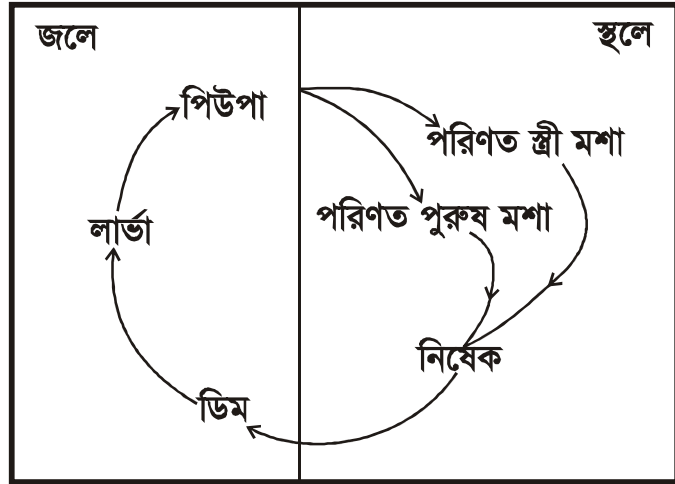 জলে
স্থলে
পিউপা
পরিণত স্ত্রী মশা
লার্ভা
পরিণত পুরুষ মশা
নিষেক
ডিম